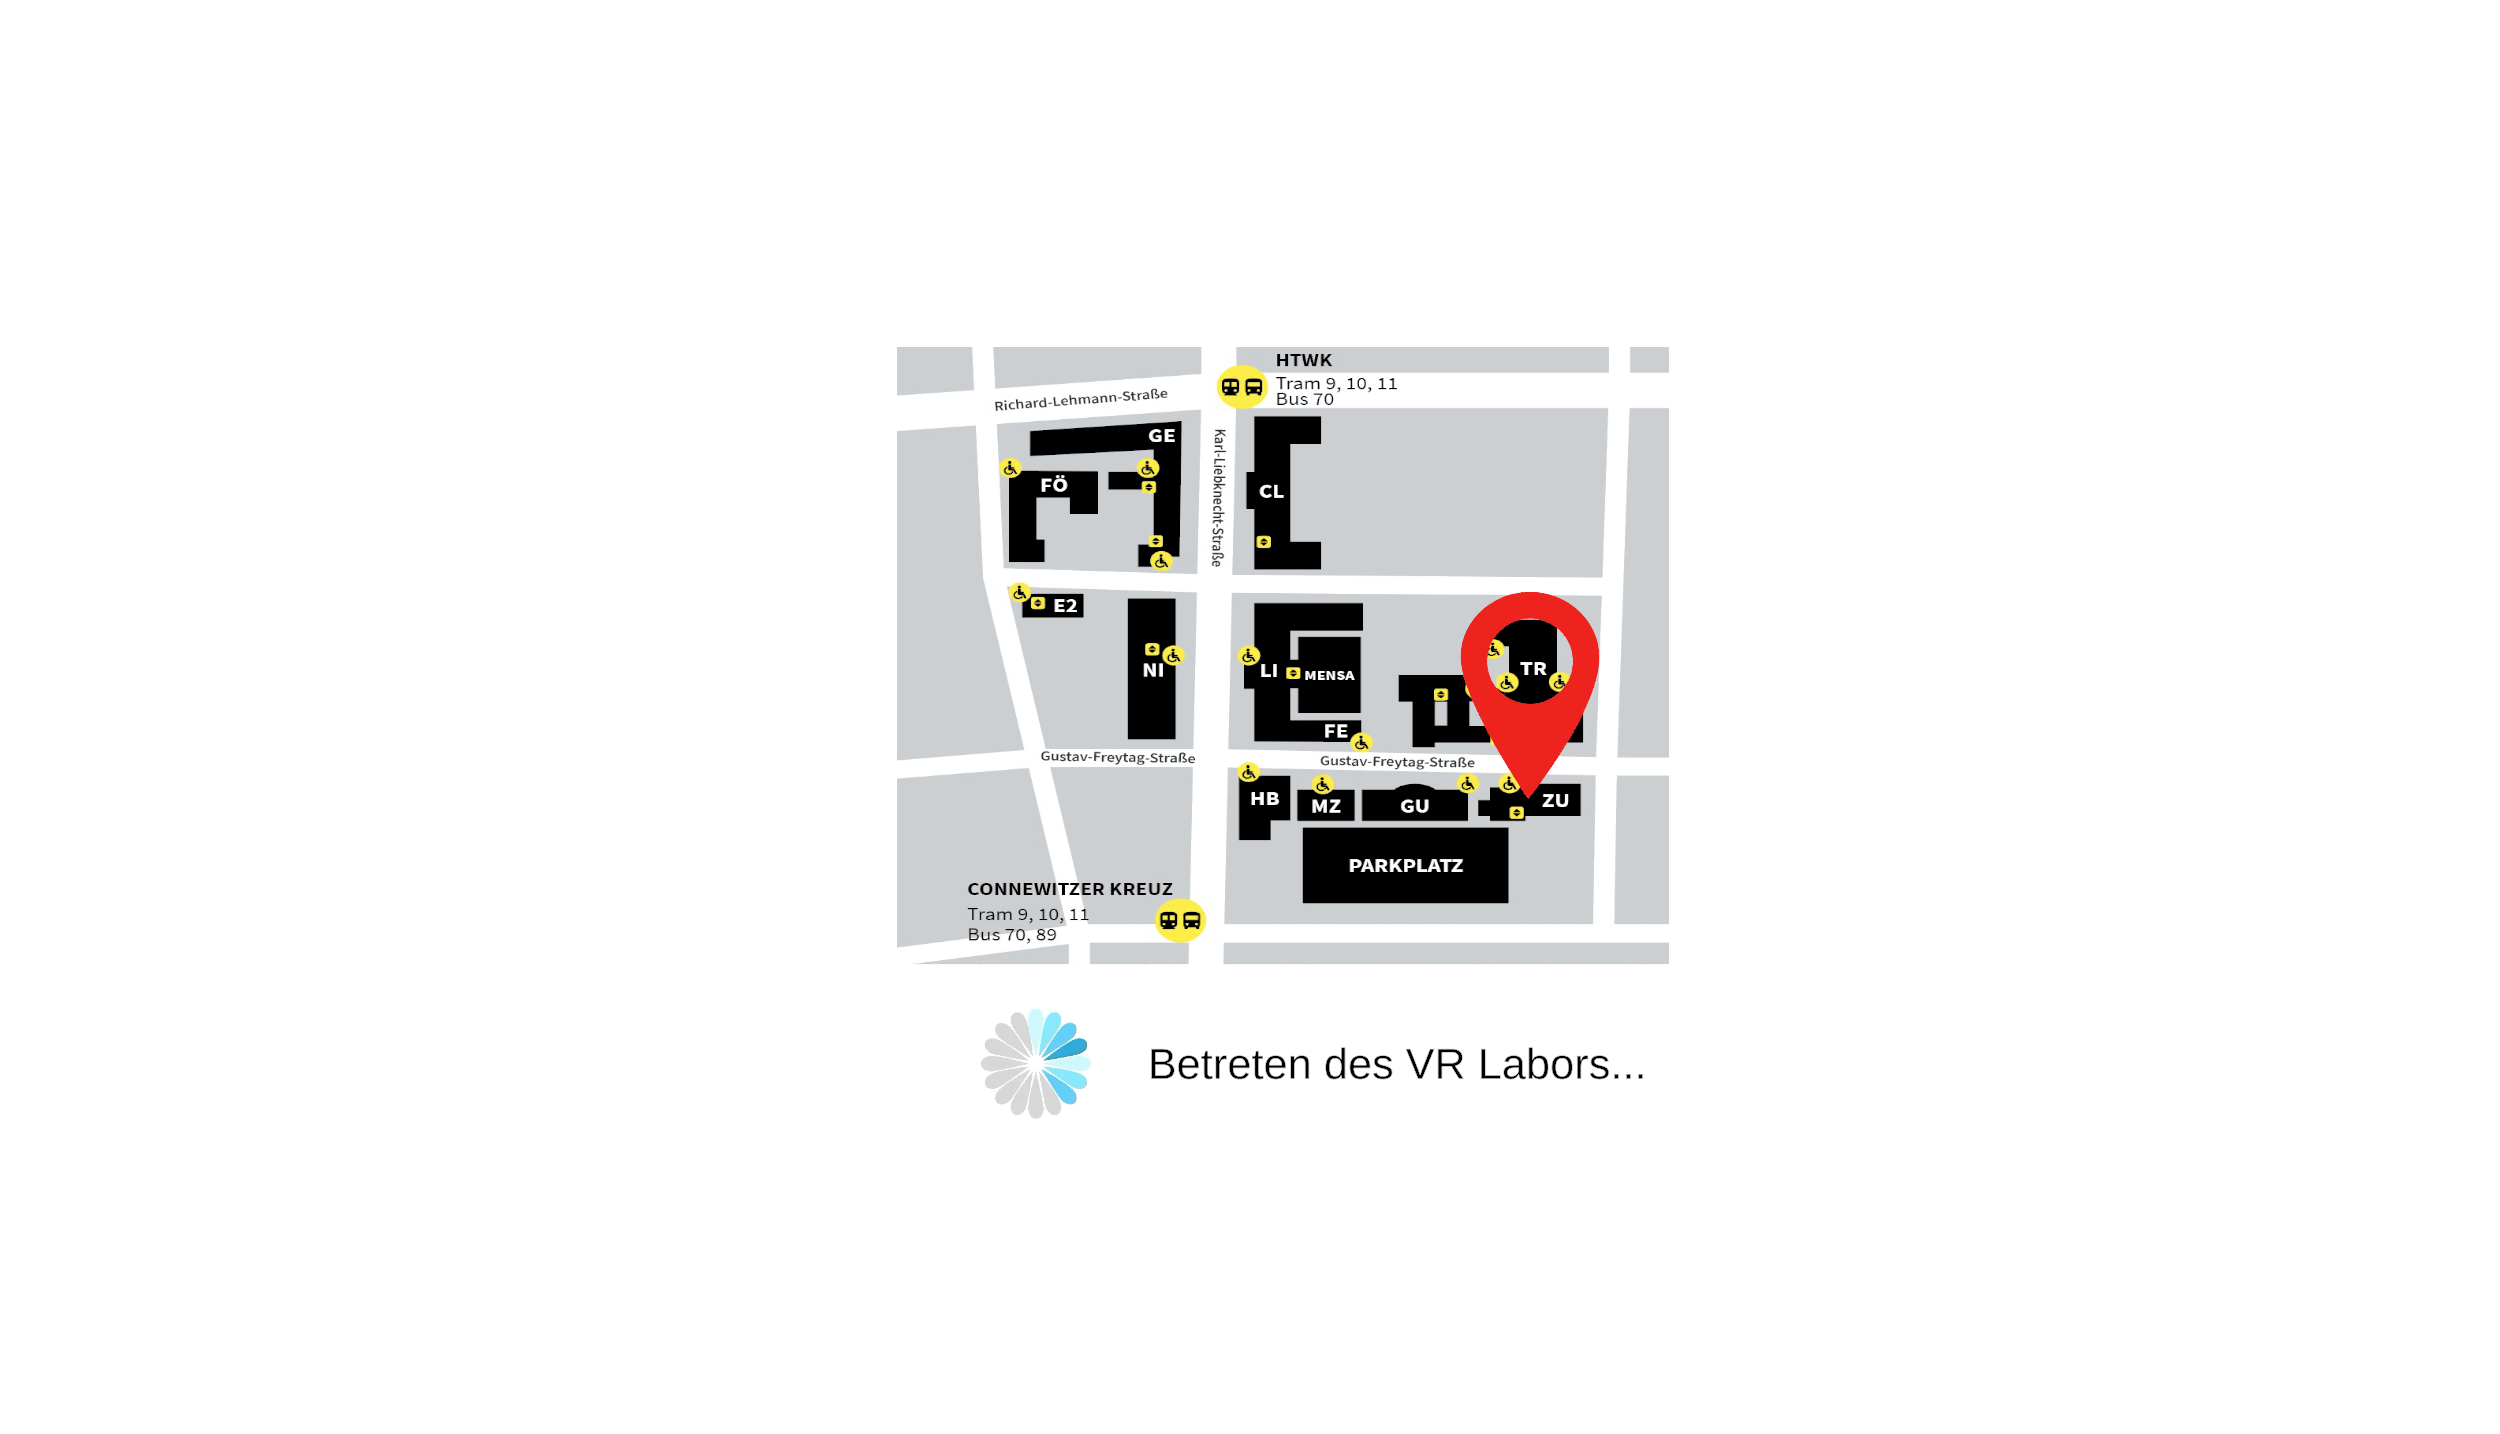 HTWK
Tram 9, 10, 11
Bus 70
Richard-Lehmann-Straße
GE
Karl-Liebknecht-Straße
FÖ
CL
E2
NI
LI
MENSA
TR
FE
Gustav-Freytag-Straße
Gustav-Freytag-Straße
HB
MZ
GU
ZU
PARKPLATZ
CONNEWITZER KREUZ
Tram 9, 10, 11
Bus 70, 89
Betreten des VR Labors...